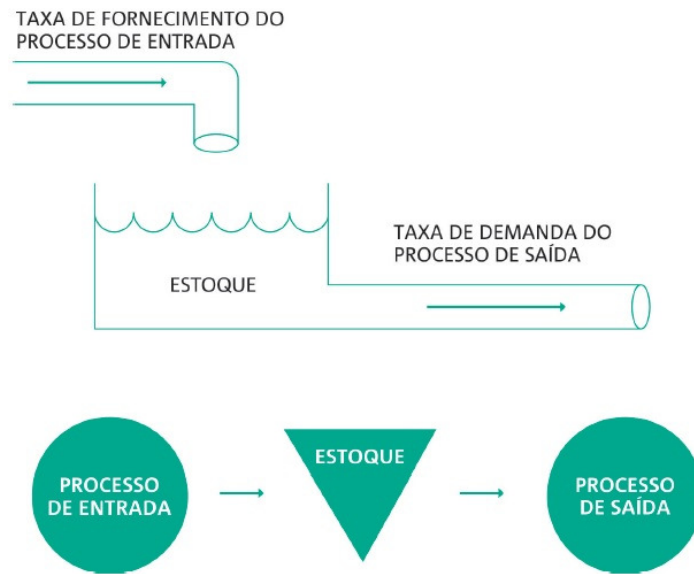 TAXA DE FORNECIMENTO DO
PROCESSO DE ENTRADA
TAXA DE DEMANDA DO
PROCESSO DE SAÍDA
ESTOQUE
PROCESSO
DE ENTRADA
ESTOQUE
PROCESSO
DE SAÍDA